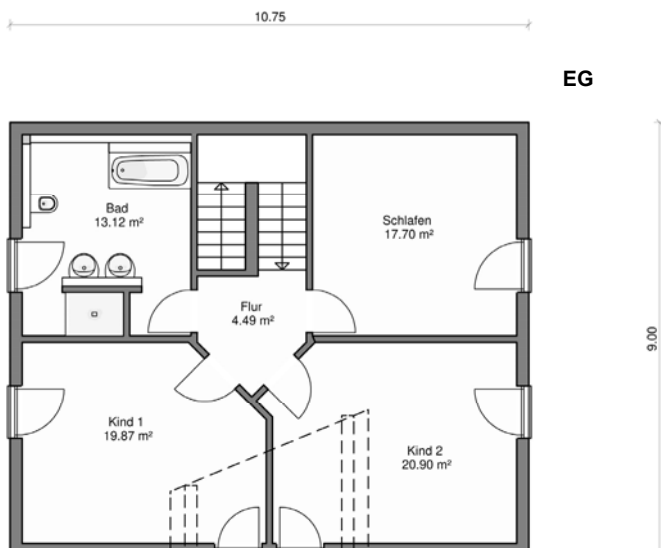 10.75
EG
Bad
13.12 m²
Schlafen
17.70 m²
Flur
4.49 m²
9.00
Kind 1
19.87 m²
Kind 2
20.90 m²